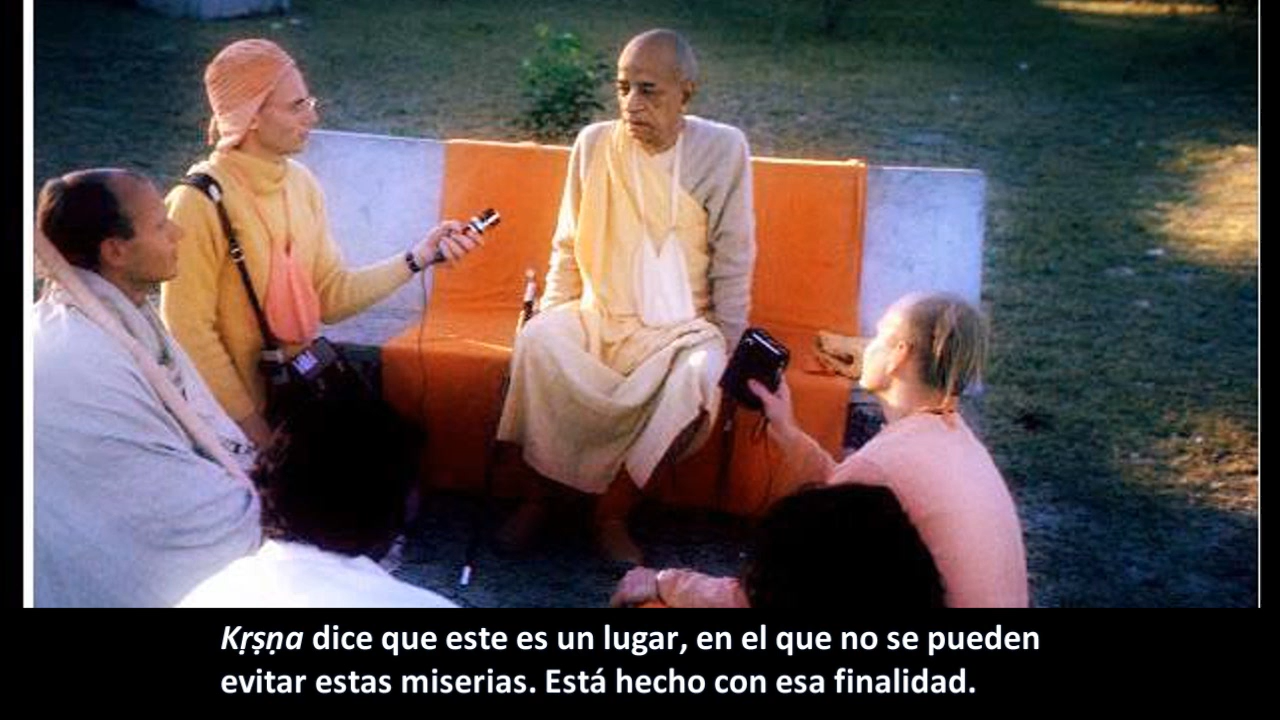 Kṛṣṇa dice que este es un lugar, en el que no se pueden
evitar estas miserias. Está hecho con esa finalidad.